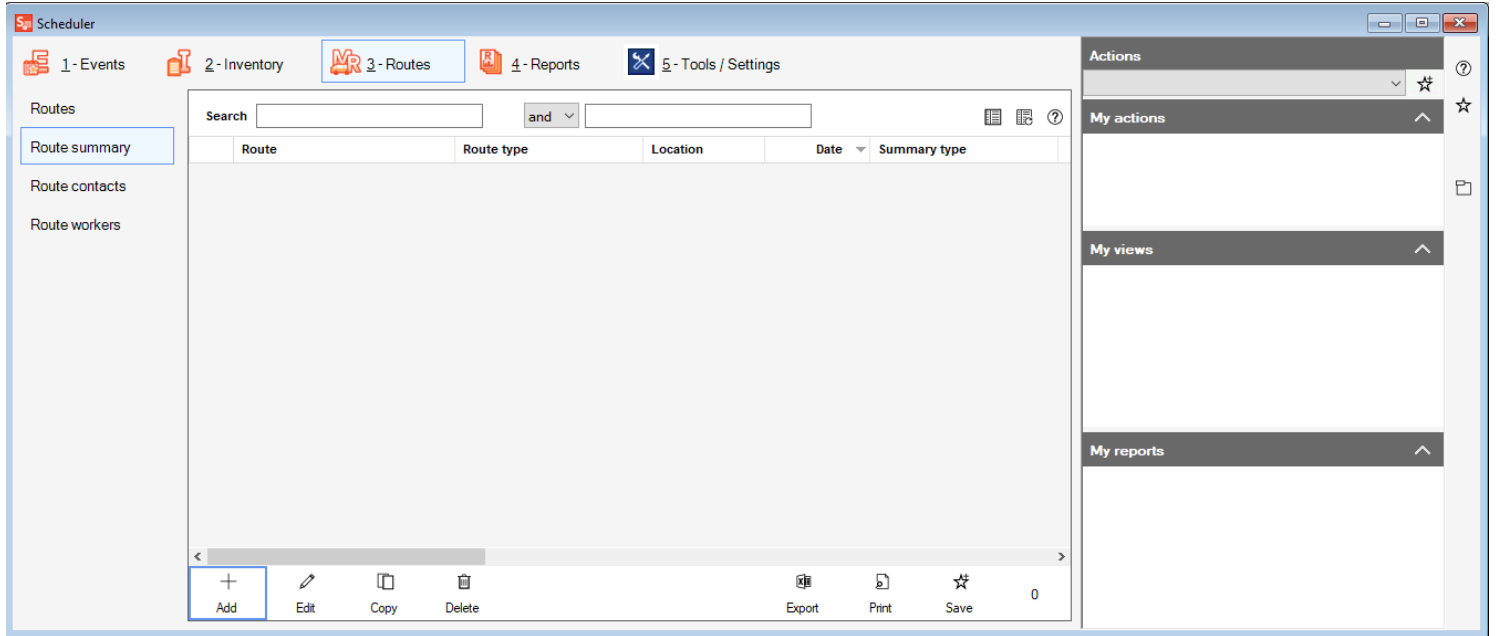 Scheduler
1 - Events
2 - Inventory
3 - Routes
4 - Reports
5 - Tools / Settings
Routes
Route summary
Route contacts
Route workers
Search
and
Route
Route type
Location
Date
Summary type
Add
Edit
Copy
Delete
Export
Print
Save
0
Actions
My actions
My views
My reports